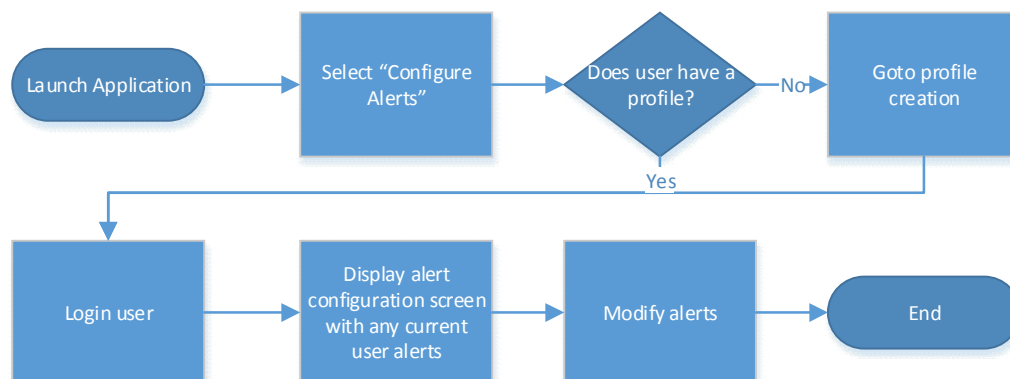 Launch Application
Select “Configure
Alerts”
Does user have a
profile?
No
Goto profile
creation
Yes
Login user
Display alert
configuration screen
with any current
user alerts
Modify alerts
End